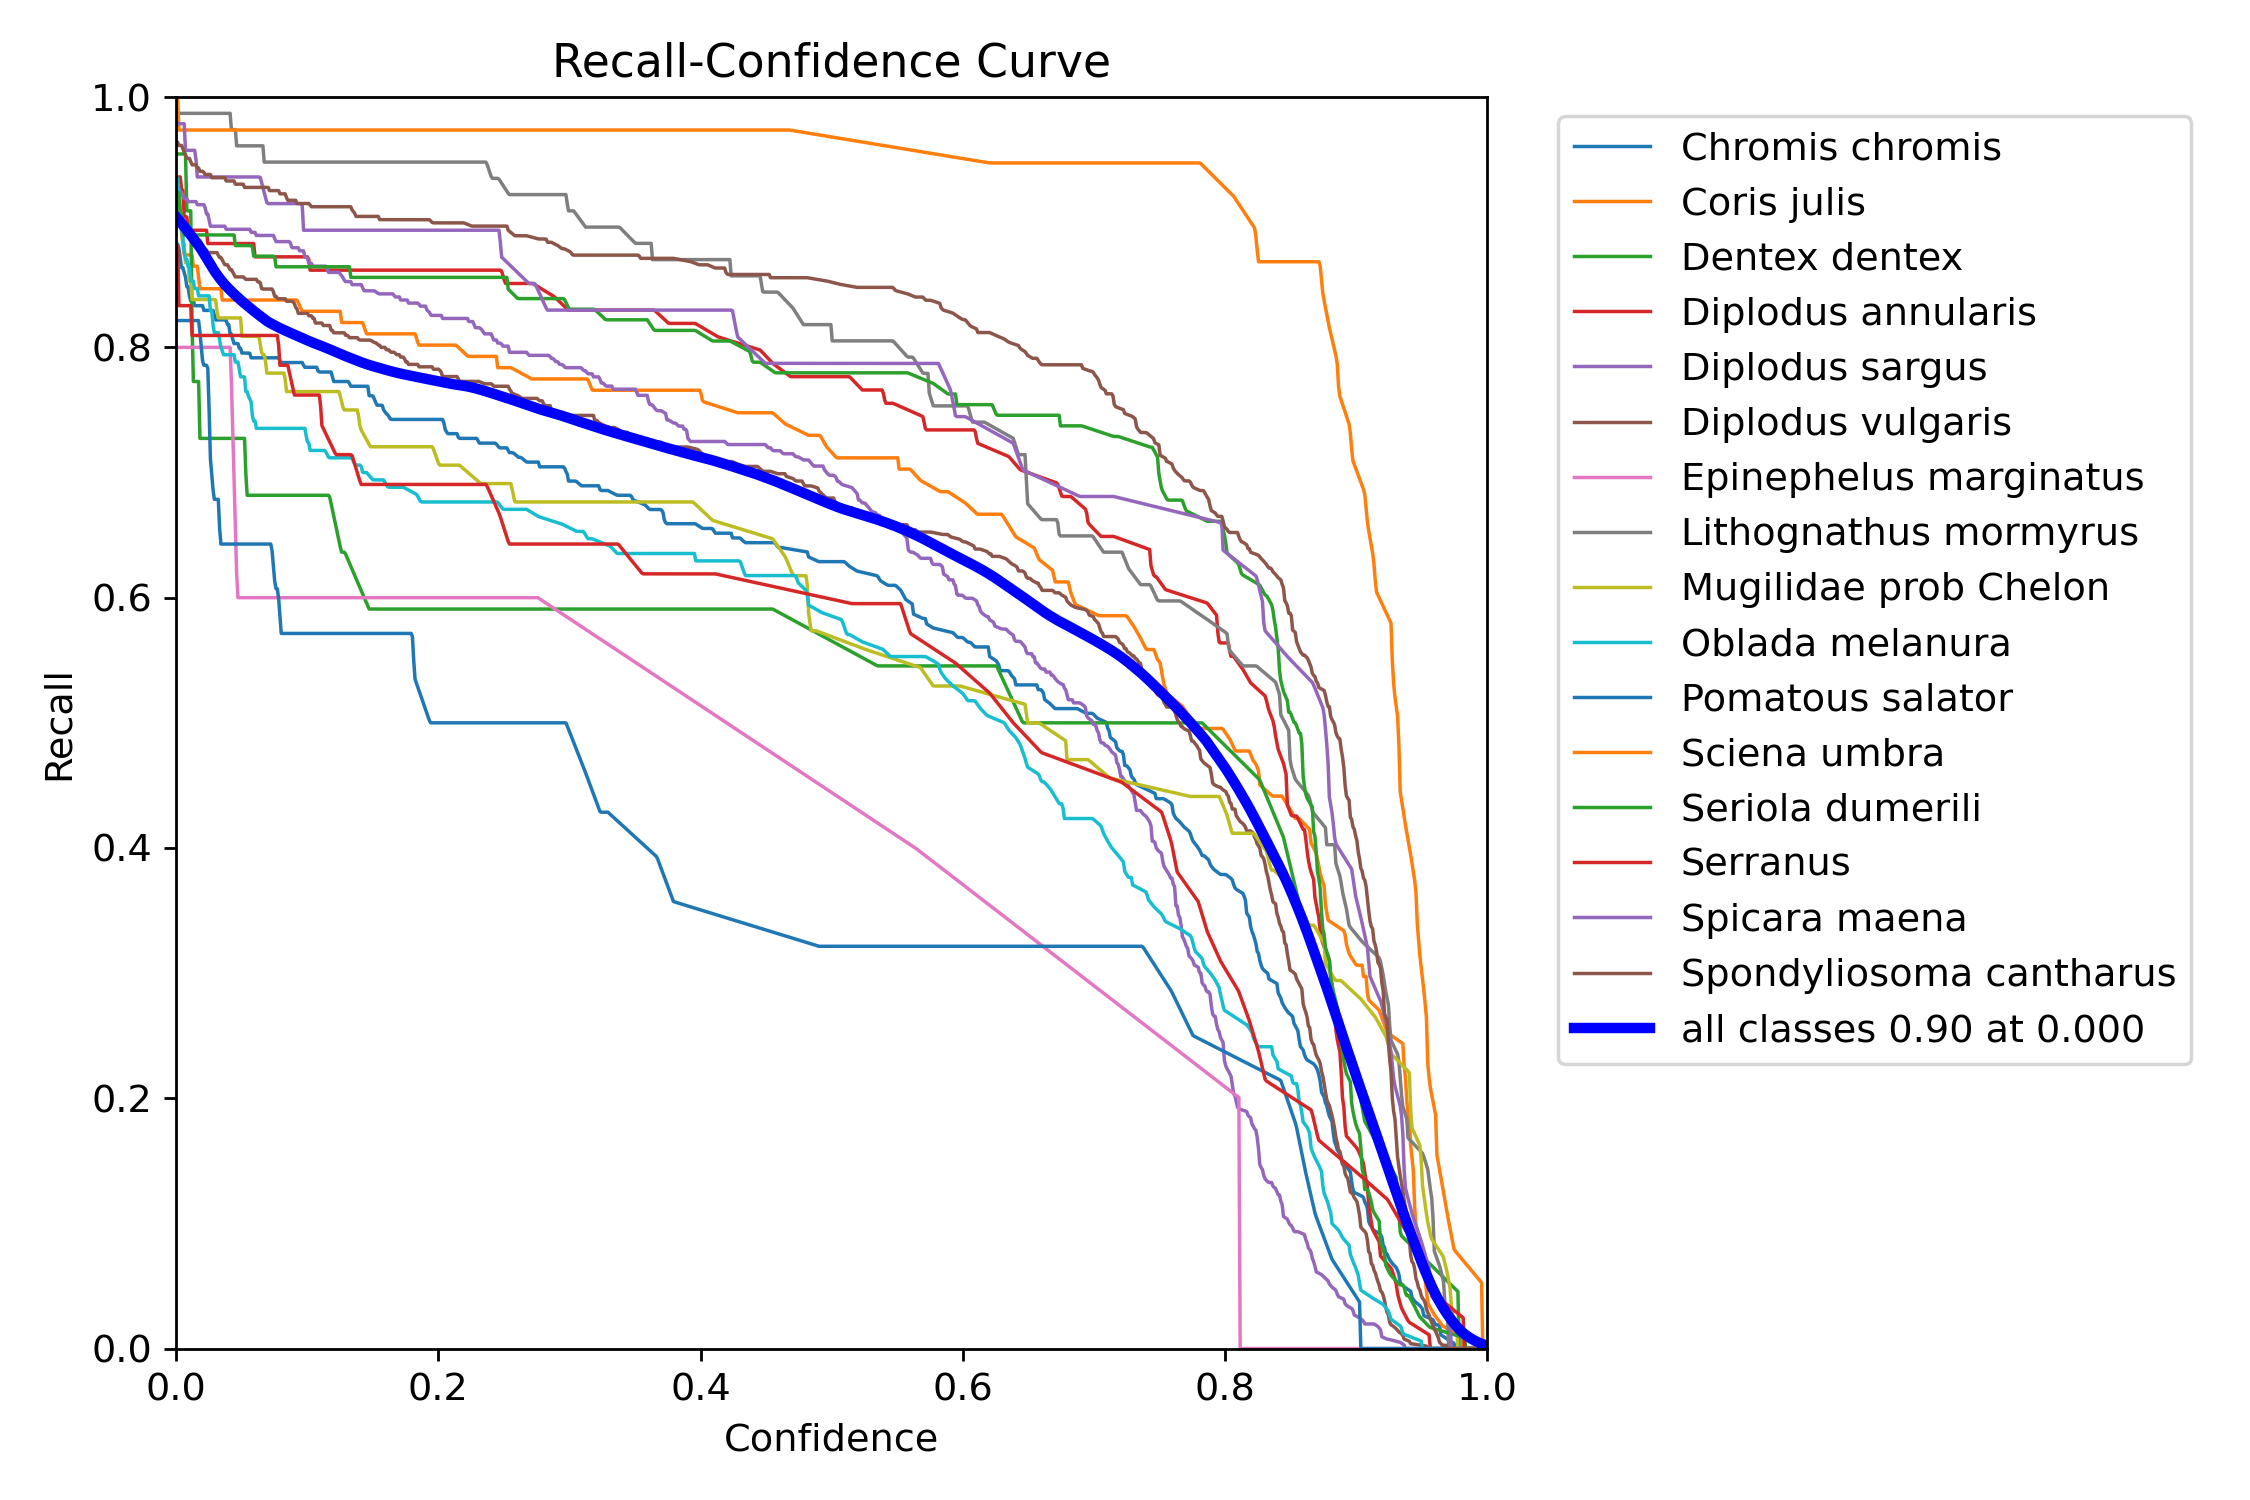 Recall-Confidence Curve
1.0
0.8
0.6
0.4
0.2
0.0
Recall
0.0 0.2 0.4 0.6 0.8 1.0
Confidence
Chromis chromis
Coris julis
Dentex dentex
Diplodus annularis
Diplodus sargus
Diplodus vulgaris
Epinephelus marginatus
Lithognathus mormyrus
Mugilidae prob Chelon
Oblada melanura
Pomatous salator
Sciena umbra
Seriola dumerili
Serranus
Spicara maena
Spondyliosoma cantharus
all classes 0.90 at 0.000